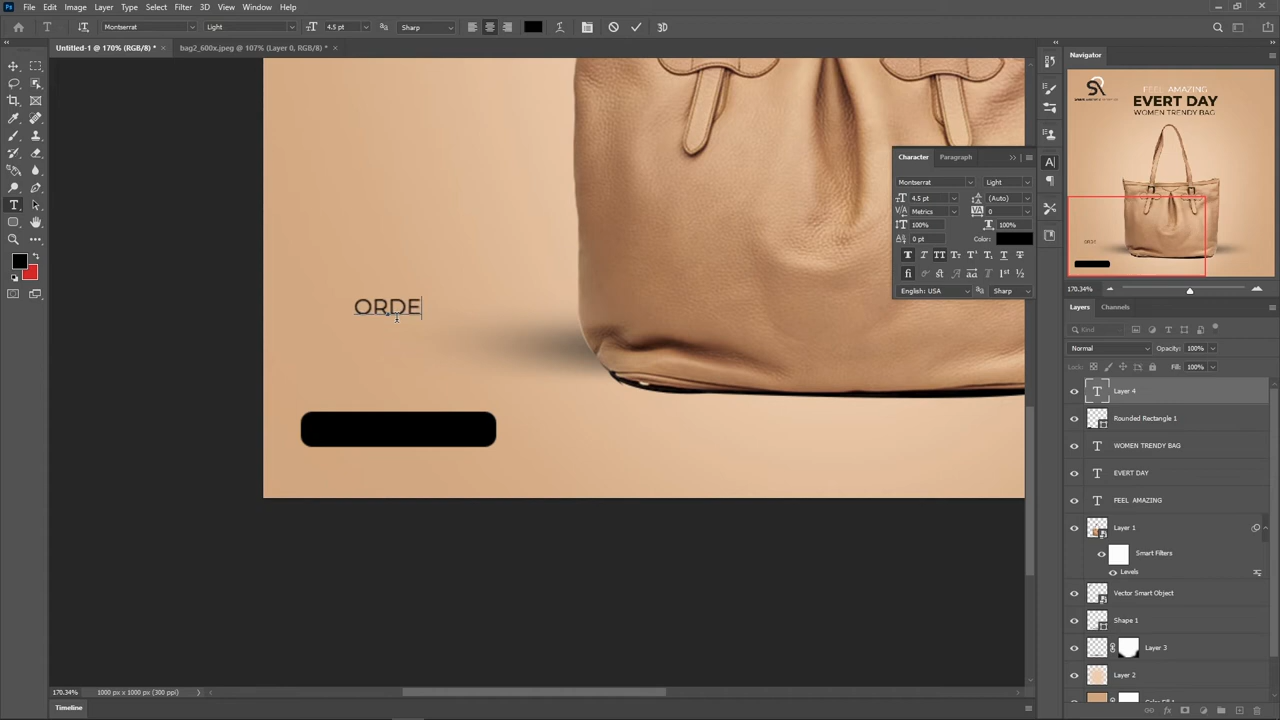 File Edit Image Layer Type Select Filter 3D View Window Help
Montserrat Light 4.5 pt Sharp 3D
Untitled-1 @ 170% (RGB/8) * × bag2_600x.jpeg @ 107% (Layer 0, RGB/8) * ×
Navigator
SR
FEEL AMAZING
EVERT DAY
WOMEN TRENDY BAG
ORDE
170.34%
Character Paragraph
Montserrat Light
4.5 pt (Auto)
Metrics 0
100% 100%
0 pt Color:
English: USA Sharp
ORDE
Layers Channels
Kind
Normal Opacity: 100%
Lock: Fill: 100%
Layer 4
Rounded Rectangle 1
WOMEN TRENDY BAG
EVERT DAY
FEEL AMAZING
Layer 1
Smart Filters
Levels
Vector Smart Object
Shape 1
Layer 3
Layer 2
170.34% 1000 px x 1000 px (300 ppi)
Timeline